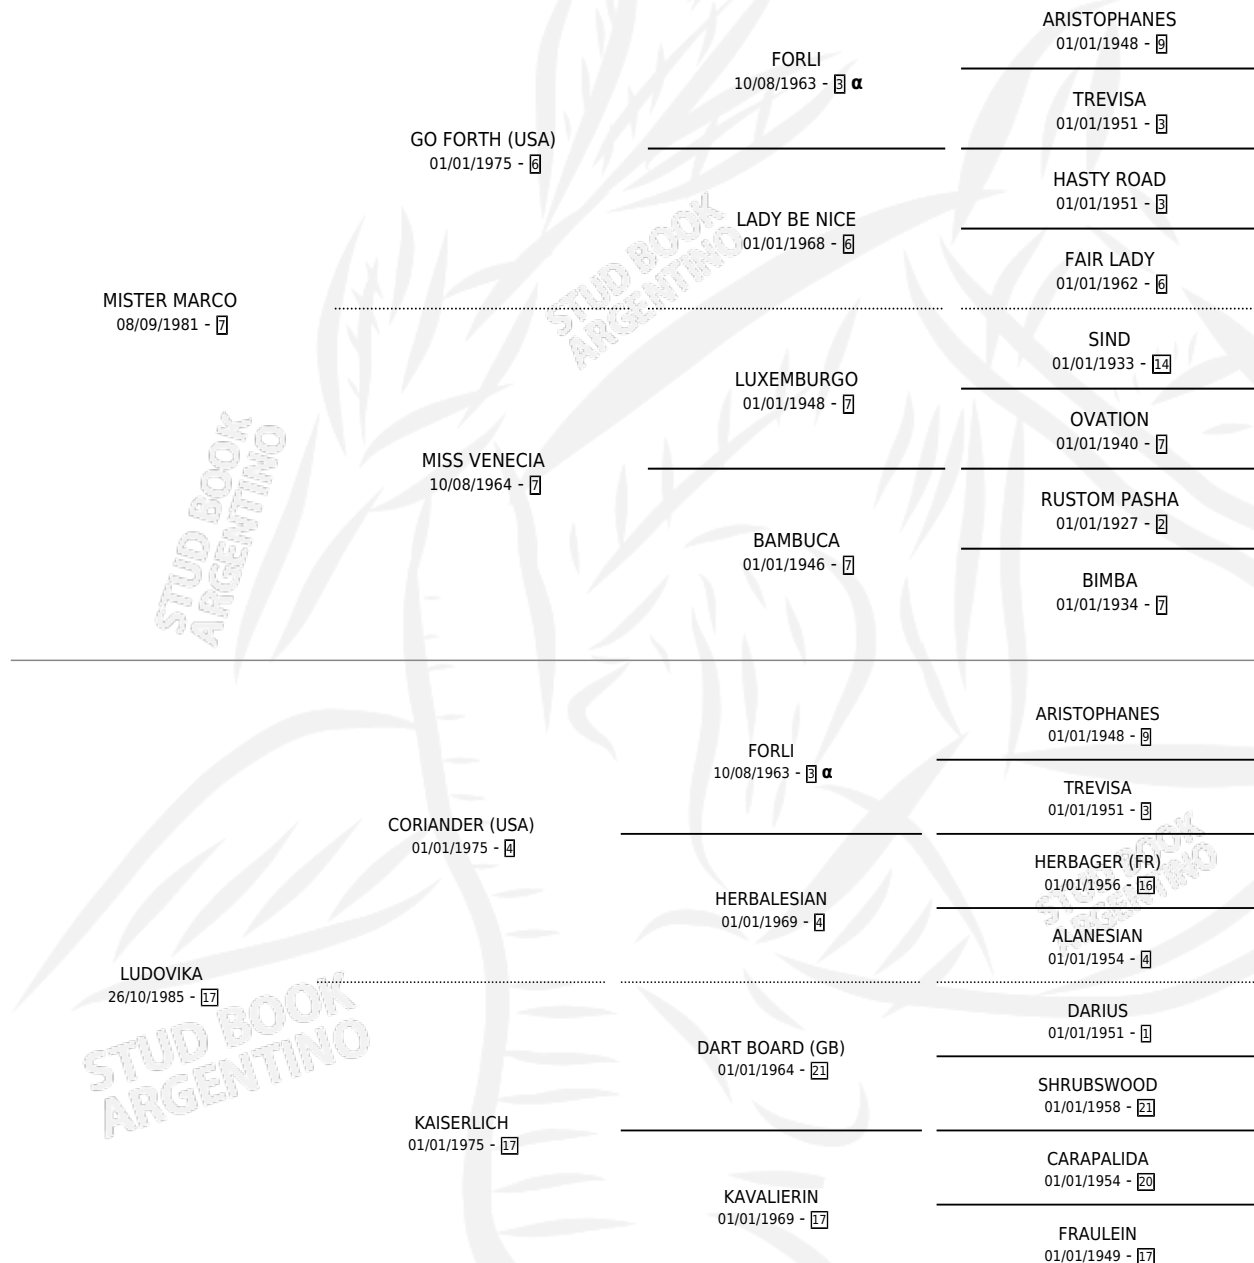 ARISTOPHANES
01/01/1948 - 9
FORLI
10/08/1963 - 3 α
TREVISA
01/01/1951 - 3
GO FORTH (USA)
01/01/1975 - 6
HASTY ROAD
01/01/1951 - 3
LADY BE NICE
01/01/1968 - 6
FAIR LADY
01/01/1962 - 6
MISTER MARCO
08/09/1981 - 7
SIND
01/01/1933 - 14
LUXEMBURGO
01/01/1948 - 7
OVATION
01/01/1940 - 7
MISS VENECIA
10/08/1964 - 7
RUSTOM PASHA
01/01/1927 - 2
BAMBUCA
01/01/1946 - 7
BIMBA
01/01/1934 - 7
STUD BOOK
ARGENTINO
STUD BOOK
ARGENTINO
ARISTOPHANES
01/01/1948 - 9
FORLI
10/08/1963 - 3 α
TREVISA
01/01/1951 - 3
CORIANDER (USA)
01/01/1975 - 4
HERBAGER (FR)
01/01/1956 - 16
HERBALESIAN
01/01/1969 - 4
ALANESIAN
01/01/1954 - 4
LUDOVIKA
26/10/1985 - 17
DARIUS
01/01/1951 - 1
DART BOARD (GB)
01/01/1964 - 21
SHRUBSWOOD
01/01/1958 - 21
KAISERLICH
01/01/1975 - 17
CARAPALIDA
01/01/1954 - 20
KAVALIERIN
01/01/1969 - 17
FRAULEIN
01/01/1949 - 17
STUD BOOK
ARGENTINO
STUD BOOK
ARGENTINO